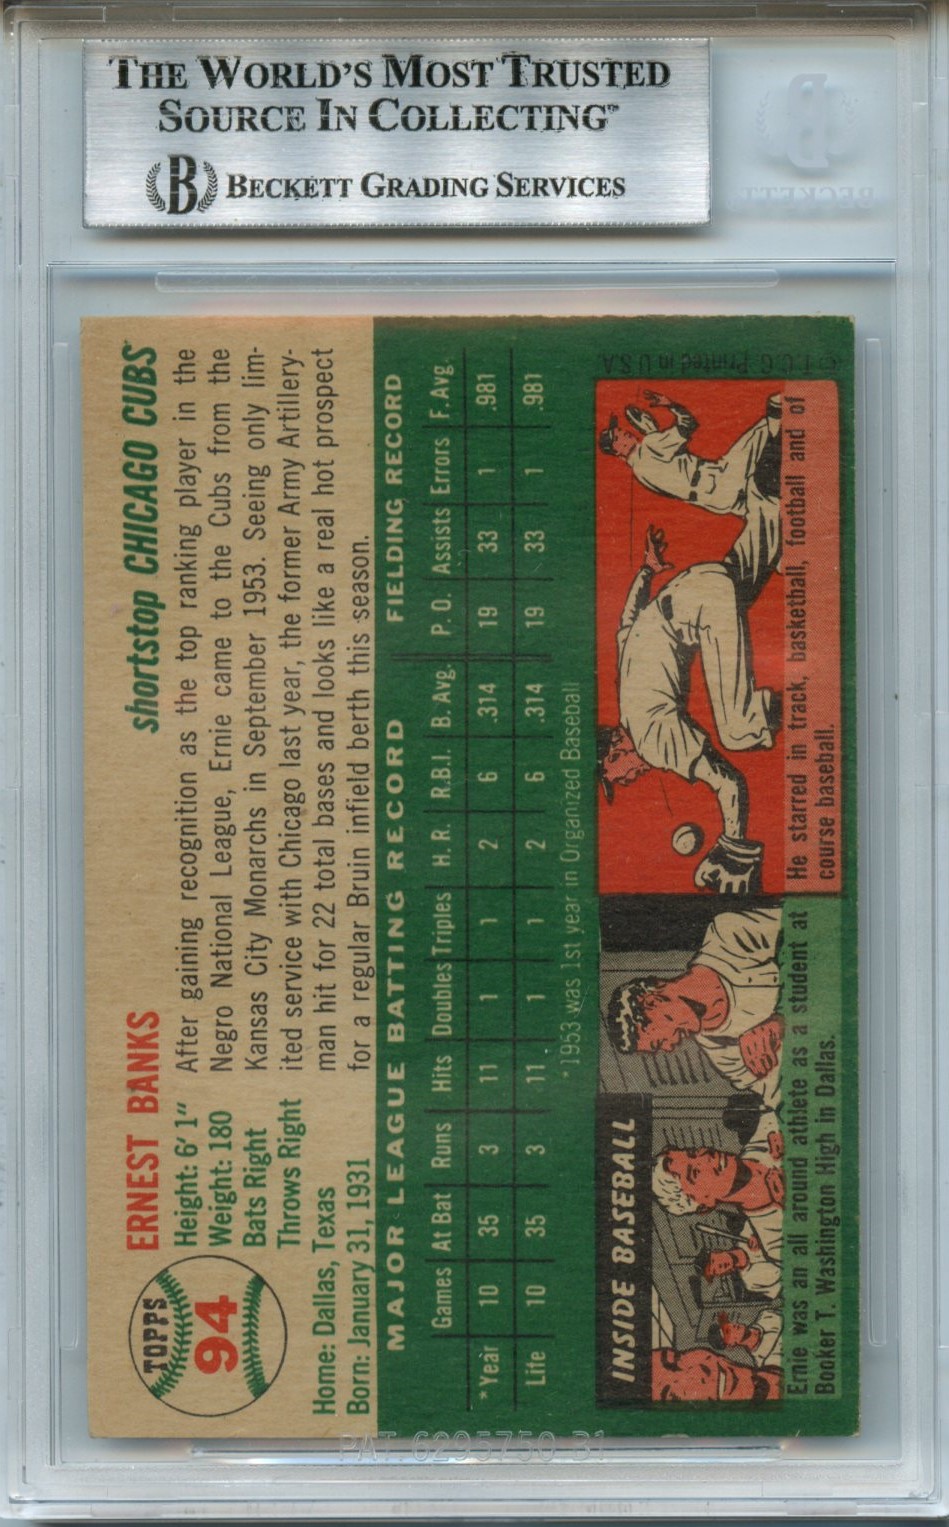 THE WORLD'S MOST TRUSTED
SOURCE IN COLLECTING™
B BECKETT GRADING SERVICES
B
BECKETT
TOPPS
94
ERNEST BANKS
shortstop CHICAGO CUBS
Height: 6' 1"
Weight: 180
Bats Right
Throws Right
Home: Dallas, Texas
Born: January 31, 1931
After gaining recognition as the top ranking player in the
Negro National League, Ernie came to the Cubs from the
Kansas City Monarchs in September 1953. Seeing only lim-
ited service with Chicago last year, the former Army Artillery-
man hit for 22 total bases and looks like a real hot prospect
for a regular Bruin infield berth this season.
MAJOR LEAGUE BATTING RECORD FIELDING RECORD
Games At Bat Runs Hits Doubles Triples H. R. R.B.I. B. Avg. P. O. Assists Errors F. Avg.
*Year 10 35 3 11 1 1 2 6 .314 19 33 1 .981
Life 10 35 3 11 1 1 2 6 .314 19 33 1 .981
*1953 was 1st year in Organized Baseball
INSIDE BASEBALL
Ernie was an all around athlete as a student at
Booker T. Washington High in Dallas.
He starred in track, basketball, football and of
course baseball.
© T.C.G. Printed in U.S.A.
PAT. 6295750 B1